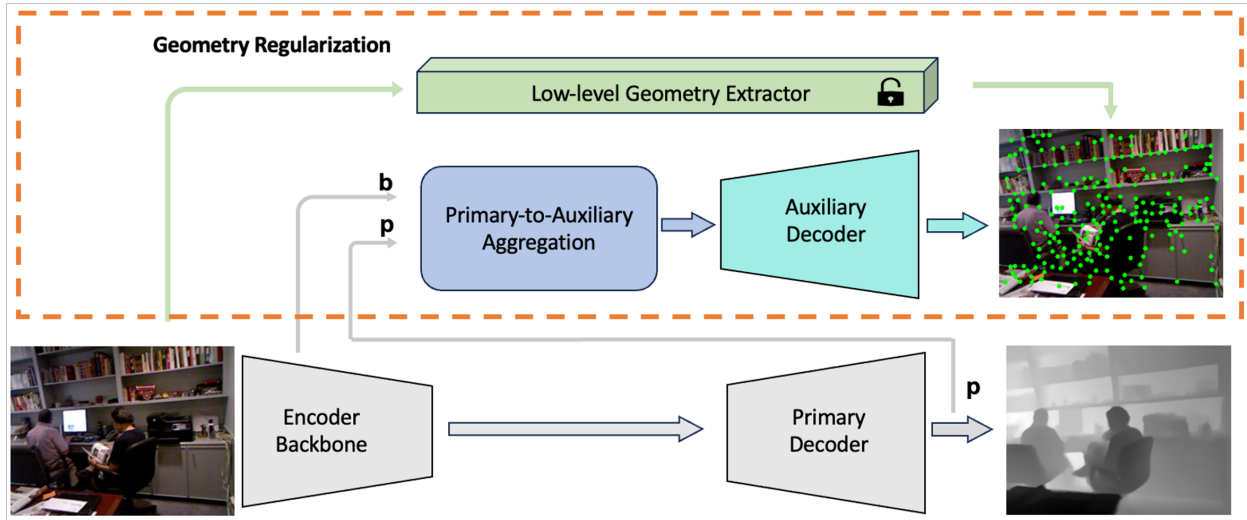 Geometry Regularization
Low-level Geometry Extractor
b
p
Primary-to-Auxiliary
Aggregation
Auxiliary
Decoder
Encoder
Backbone
Primary
Decoder
p